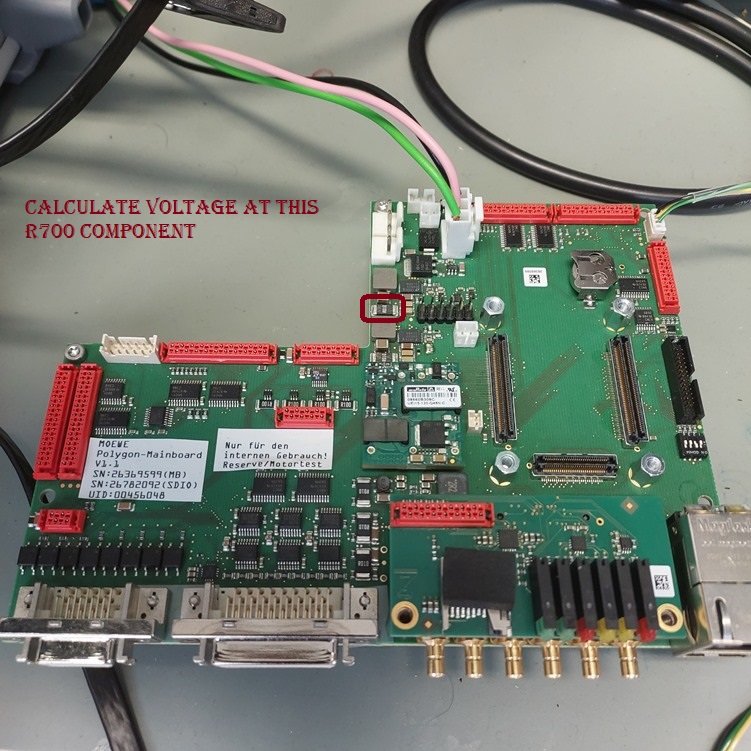 CALCULATE VOLTAGE AT THIS
R700 COMPONENT
MOEWE
Polygon-Mainboard
V1.1
SN:26369599(MB)
SN:26782092(SDIO)
UID:00456048
Nur für den
internen Gebrauch!
Reserve/Motortest